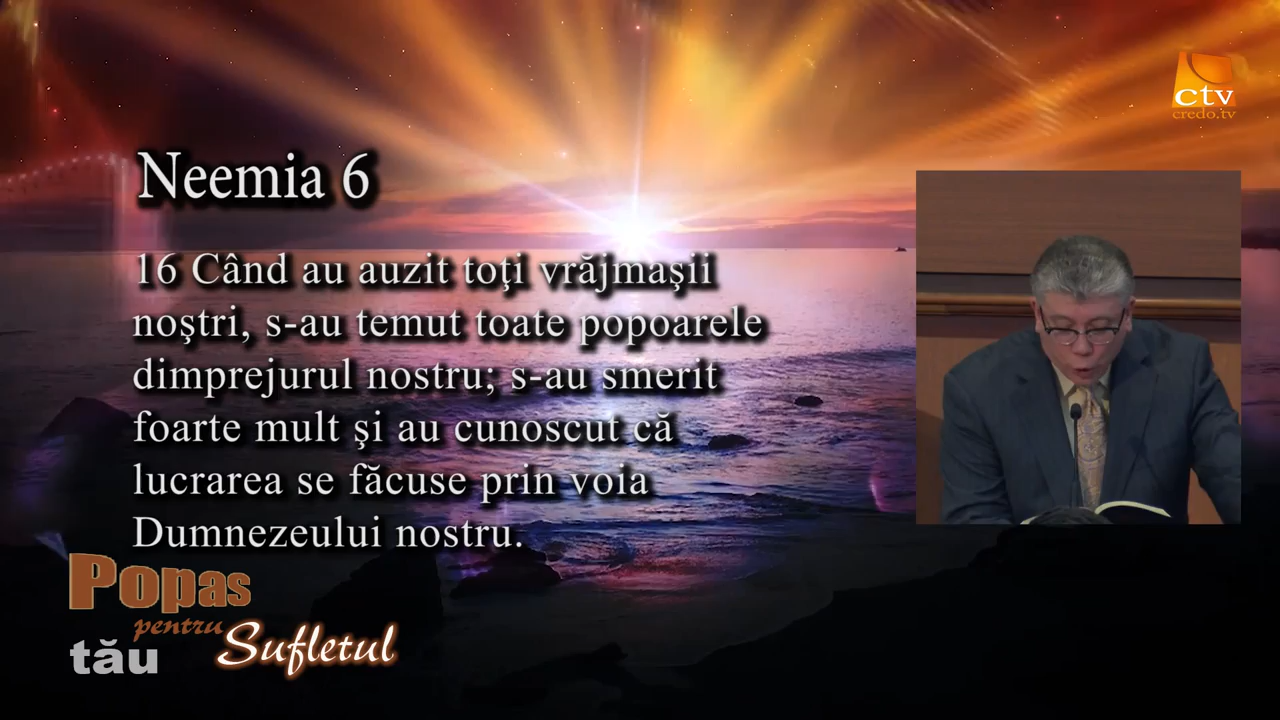 ctv
credo.tv
Neemia 6
16 Când au auzit toţi vrăjmaşii
noştri, s-au temut toate popoarele
dimprejurul nostru; s-au smerit
foarte mult şi au cunoscut că
lucrarea se făcuse prin voia
Dumnezeului nostru.
Popas
pentru
tău Sufletul